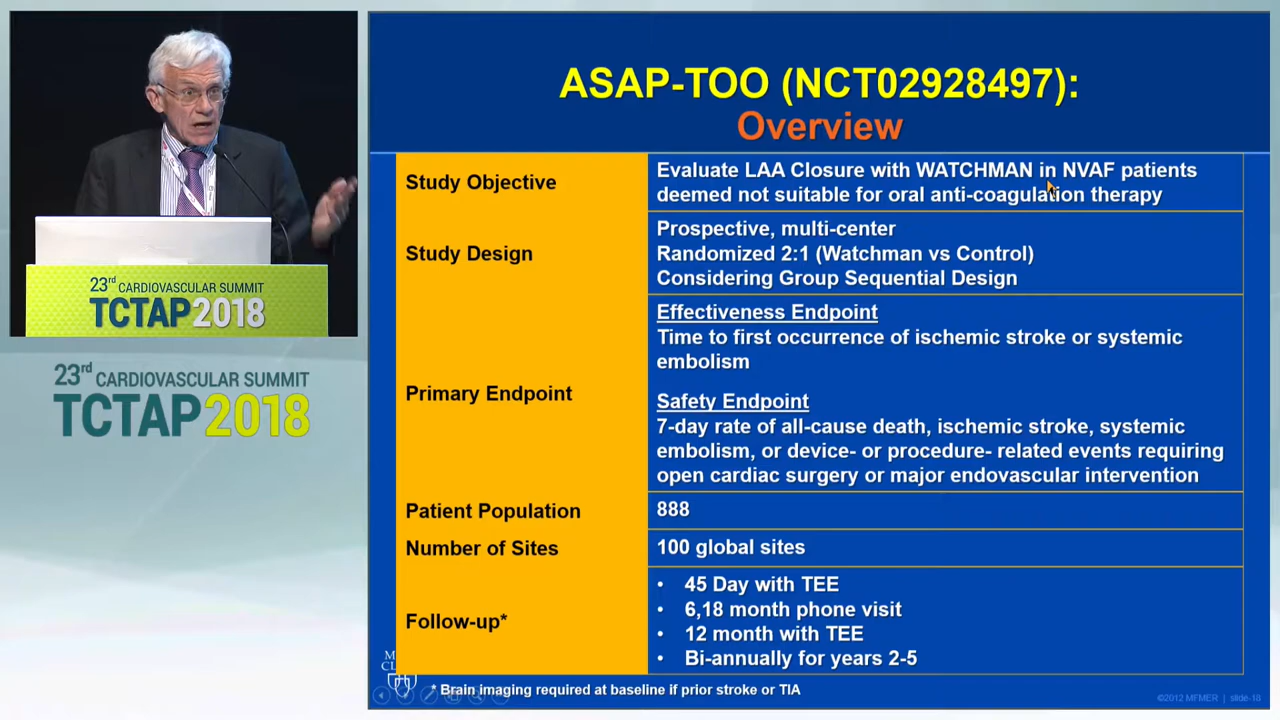 23rd CARDIOVASCULAR SUMMIT
TCTAP2018
23rd CARDIOVASCULAR SUMMIT
TCTAP2018
ASAP-TOO (NCT02928497):
Overview
Study Objective
Evaluate LAA Closure with WATCHMAN in NVAF patients
deemed not suitable for oral anti-coagulation therapy
Study Design
Prospective, multi-center
Randomized 2:1 (Watchman vs Control)
Considering Group Sequential Design
Primary Endpoint
Effectiveness Endpoint
Time to first occurrence of ischemic stroke or systemic
embolism
Safety Endpoint
7-day rate of all-cause death, ischemic stroke, systemic
embolism, or device- or procedure- related events requiring
open cardiac surgery or major endovascular intervention
Patient Population
888
Number of Sites
100 global sites
Follow-up*
• 45 Day with TEE
• 6,18 month phone visit
• 12 month with TEE
• Bi-annually for years 2-5
* Brain imaging required at baseline if prior stroke or TIA
©2012 MFMER | slide-18